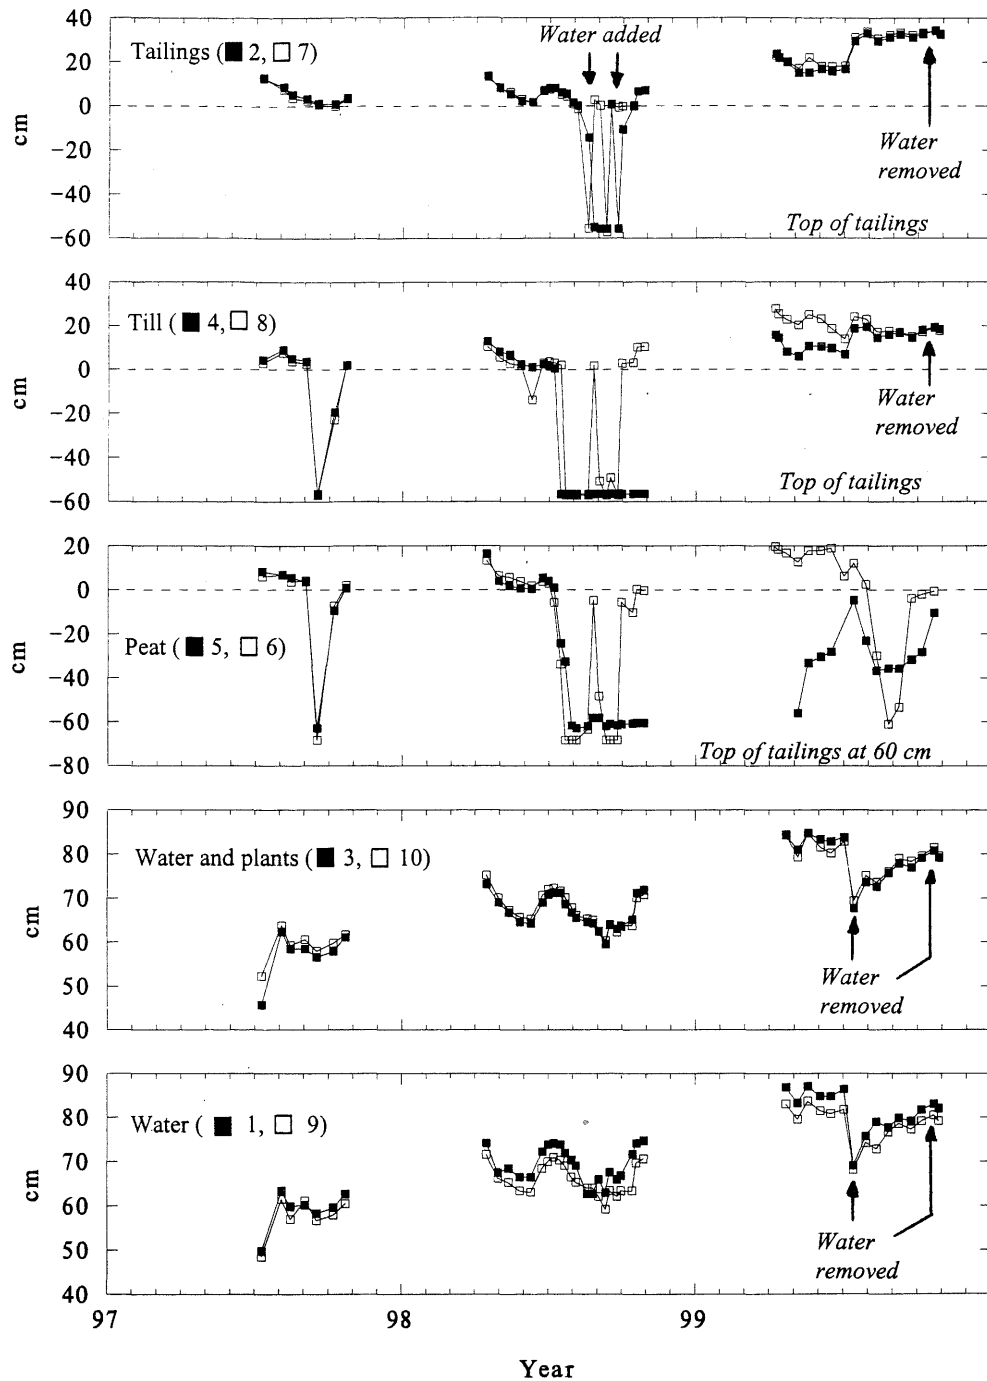 40
20
0
−20
−40
−60
cm
Tailings (■ 2, □ 7)
Water added
Water
removed
Top of tailings
40
20
0
−20
−40
−60
cm
Till (■ 4, □ 8)
Water
removed
Top of tailings
20
0
−20
−40
−60
−80
cm
Peat (■ 5, □ 6)
Top of tailings at 60 cm
90
80
70
60
50
40
cm
Water and plants (■ 3, □ 10)
Water
removed
90
80
70
60
50
40
cm
Water ( ■ 1, □ 9)
Water
removed
97 98 99
Year